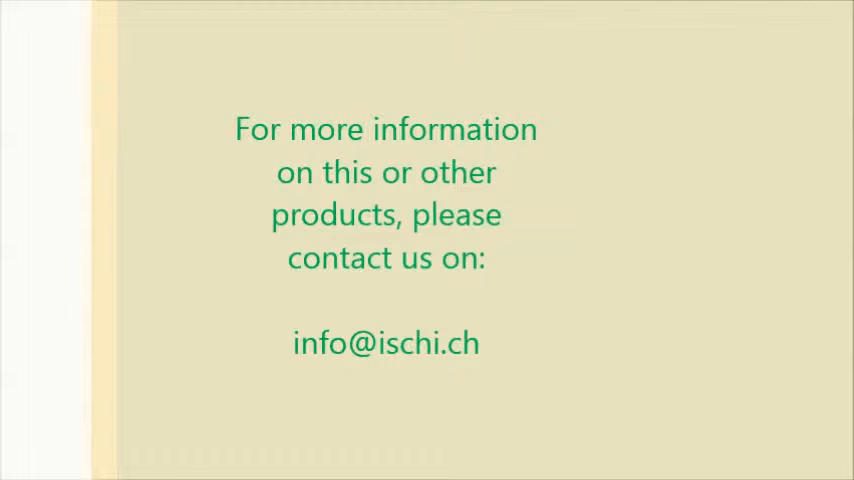 For more information
on this or other
products, please
contact us on:
info@ischi.ch